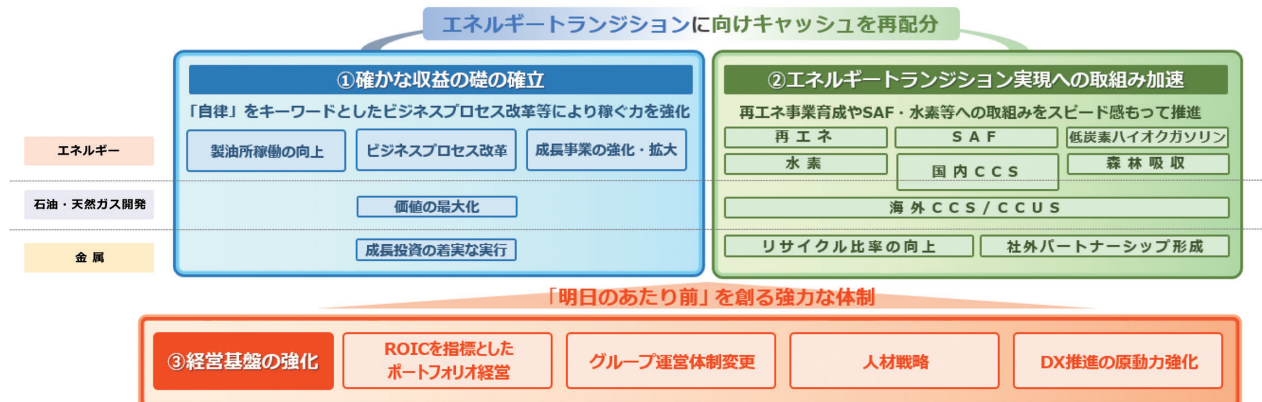 エネルギートランジションに向けキャッシュを再配分
①確かな収益の礎の確立
「自律」をキーワードとしたビジネスプロセス改革等により稼ぐ力を強化
②エネルギートランジション実現への取組み加速
再エネ事業育成やSAF・水素等への取組みをスピード感もって推進
エネルギー
製油所稼働の向上
ビジネスプロセス改革
成長事業の強化・拡大
再エネ
SAF
低炭素バイオガソリン
水素
国内CCS
森林吸収
石油・天然ガス開発
価値の最大化
海外CCS/CCUS
金属
成長投資の着実な実行
リサイクル比率の向上
社外パートナーシップ形成
「明日のあたり前」を創る強力な体制
③経営基盤の強化
ROICを指標とした
ポートフォリオ経営
グループ運営体制変更
人材戦略
DX推進の原動力強化